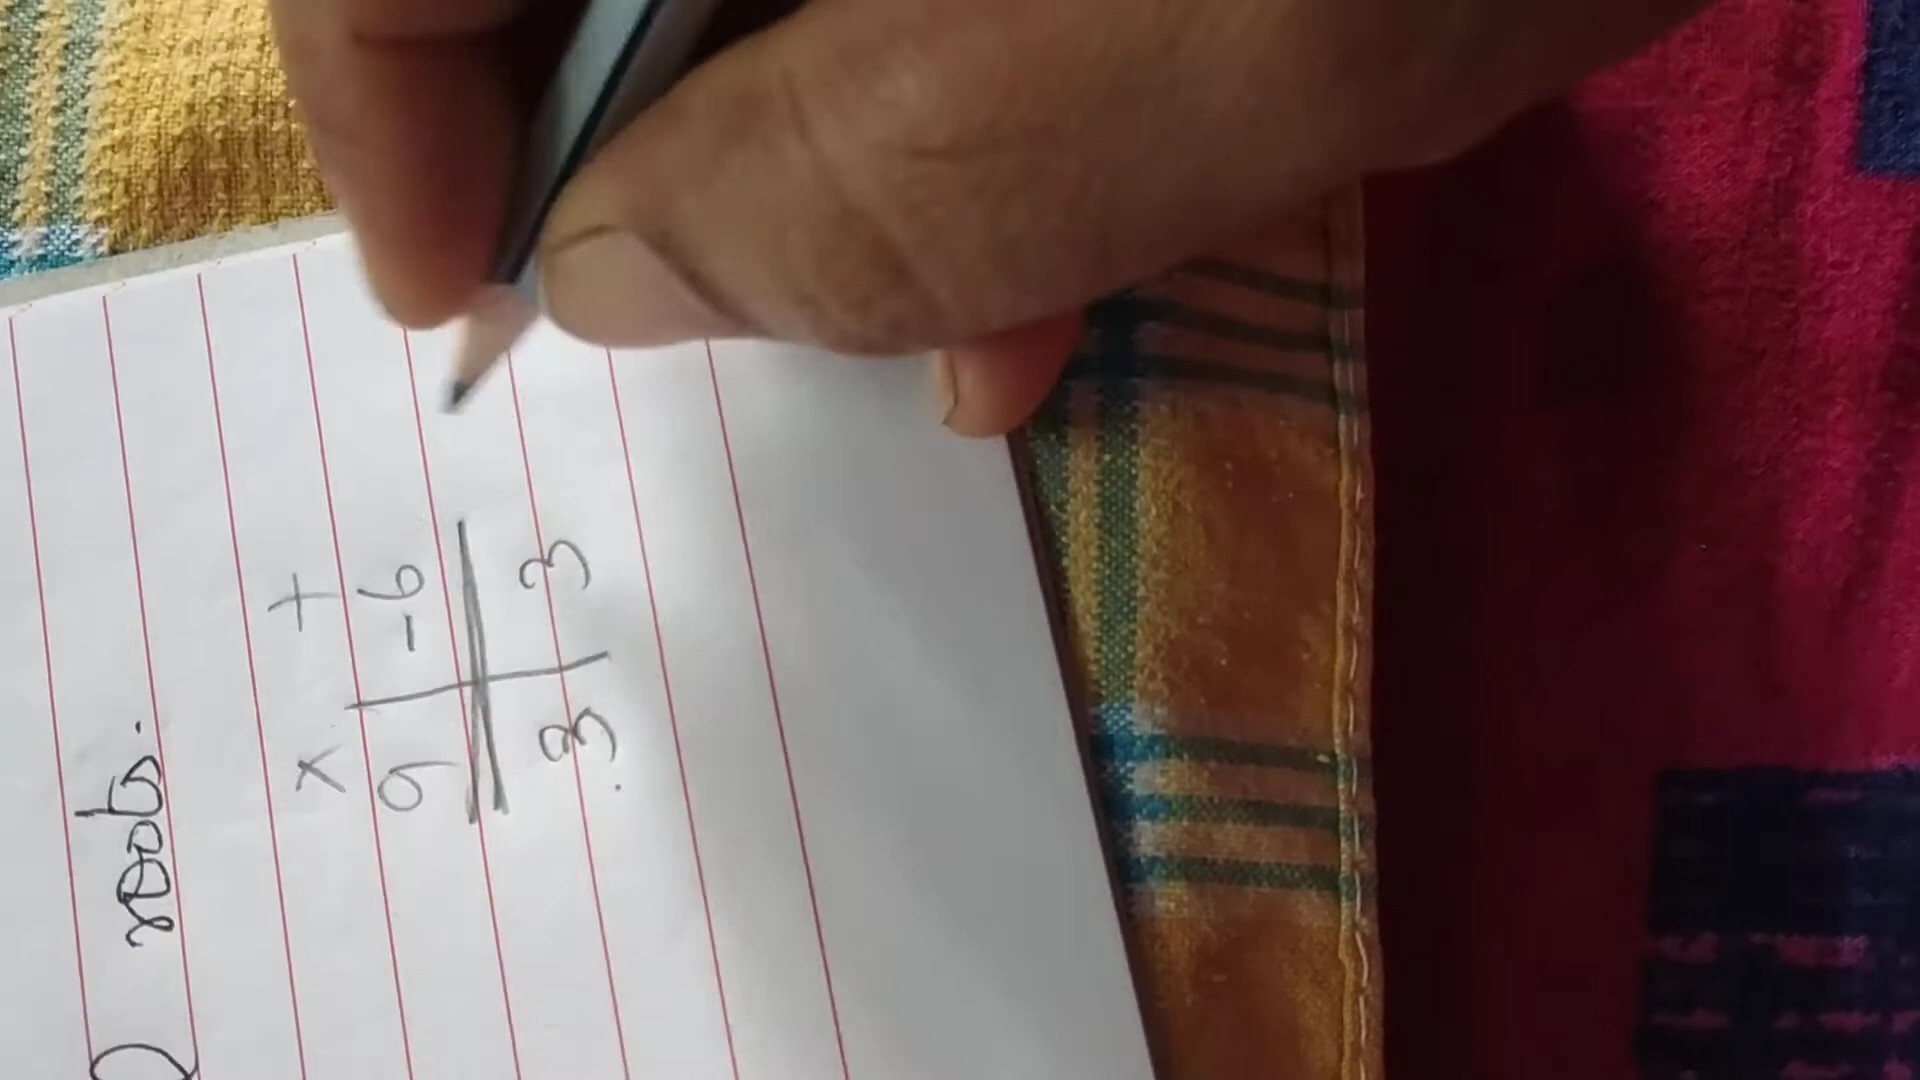 roots.
x +
9 -6
3 3